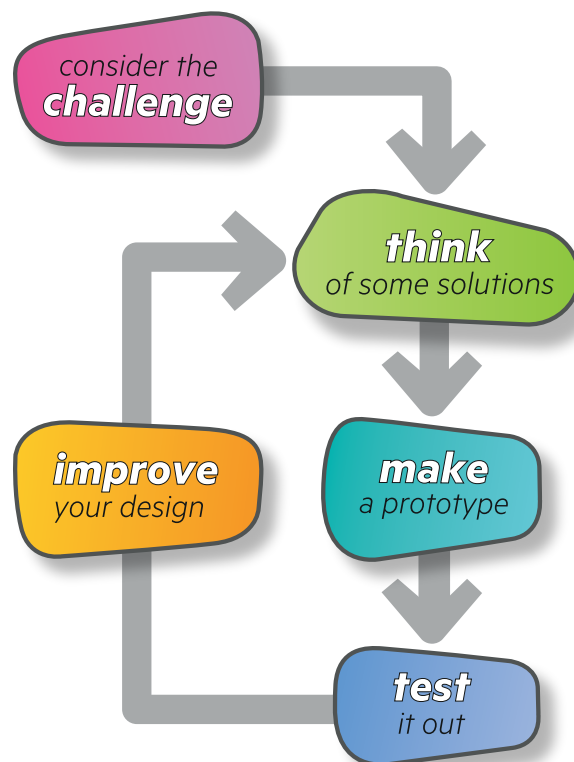 consider the
challenge
think
of some solutions
improve
your design
make
a prototype
test
it out